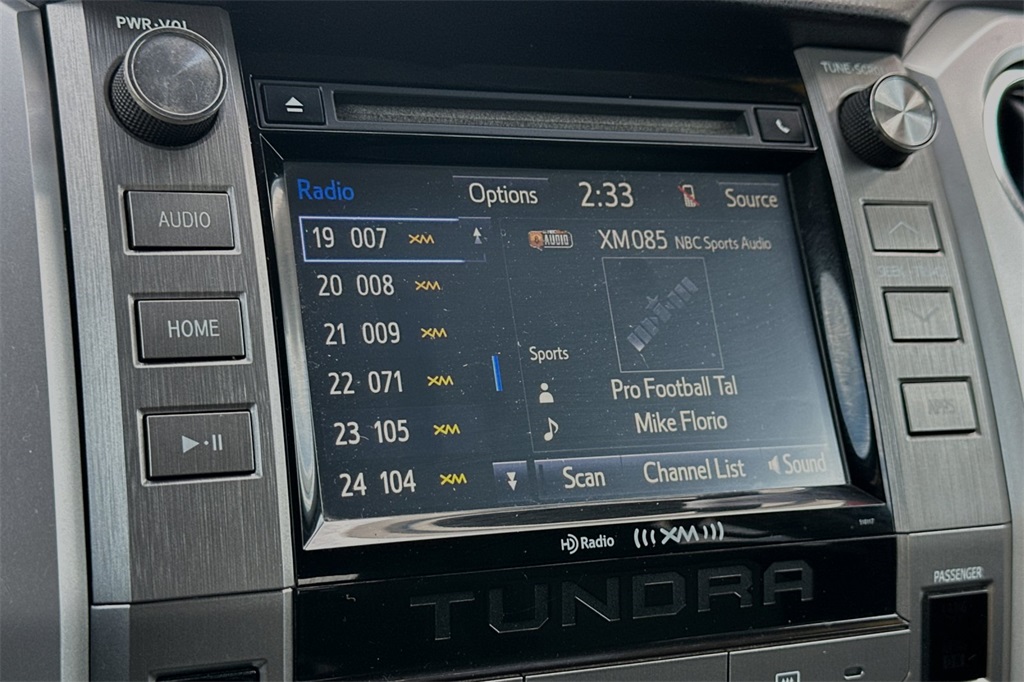 PWR·VOL
TUNE·SCROLL
AUDIO
HOME
Radio
Options
2:33
Source
19 007 XM
20 008 XM
21 009 XM
22 071 XM
23 105 XM
24 104 XM
AUDIO
XM085 NBC Sports Audio
Sports
Pro Football Tal
Mike Florio
Scan
Channel List
Sound
HD Radio
((( XM )))
TUNDRA
APPS
PASSENGER